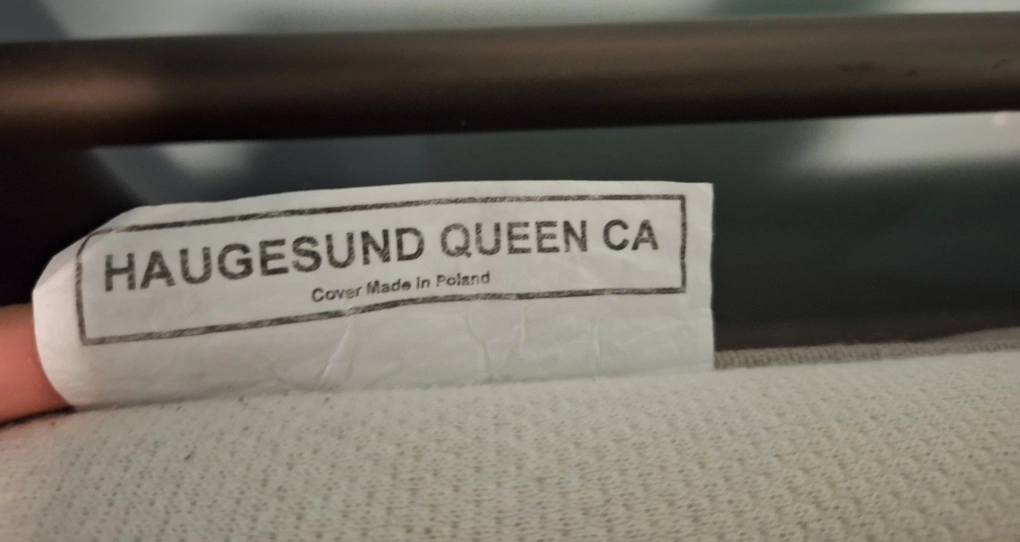 HAUGESUND QUEEN CA
Cover Made in Poland